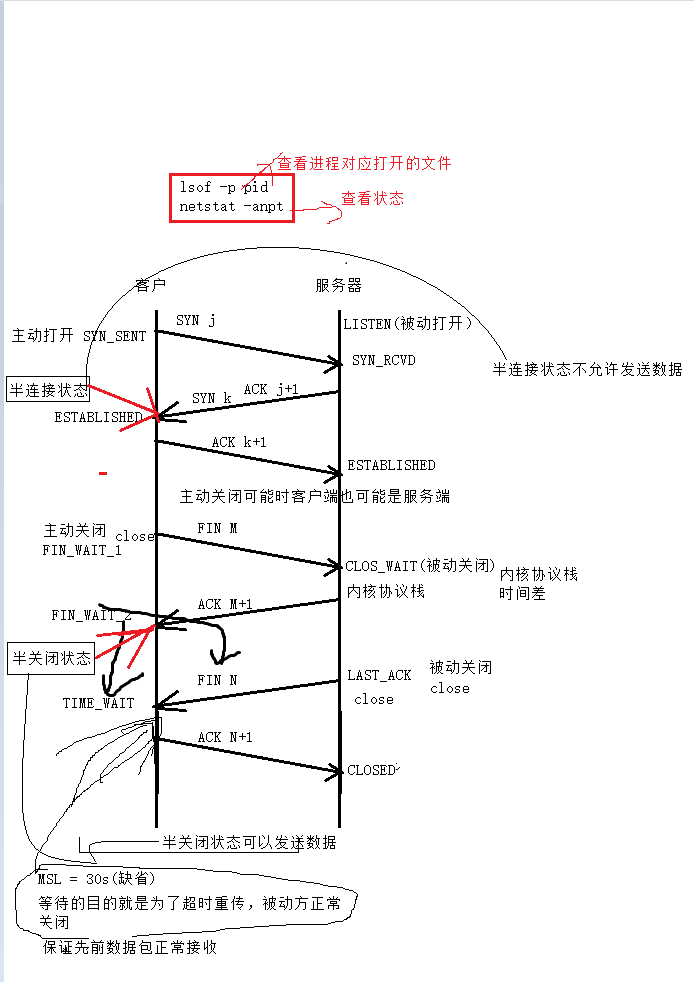 查看进程对应打开的文件
lsof -p pid
netstat -anpt
查看状态
客户
服务器
SYN j
LISTEN(被动打开)
主动打开 SYN_SENT
SYN_RCVD
半连接状态不允许发送数据
半连接状态
SYN k
ACK j+1
ESTABLISHED
ACK k+1
ESTABLISHED
主动关闭可能时客户端也可能是服务端
主动关闭
close
FIN M
FIN_WAIT_1
CLOS_WAIT(被动关闭)
内核协议栈
时间差
内核协议栈
ACK M+1
FIN_WAIT_2
半关闭状态
FIN N
LAST_ACK
被动关闭
close
close
TIME_WAIT
ACK N+1
CLOSED
半关闭状态可以发送数据
MSL = 30s(缺省)
等待的目的就是为了超时重传,被动方正常
关闭
保证先前数据包正常接收